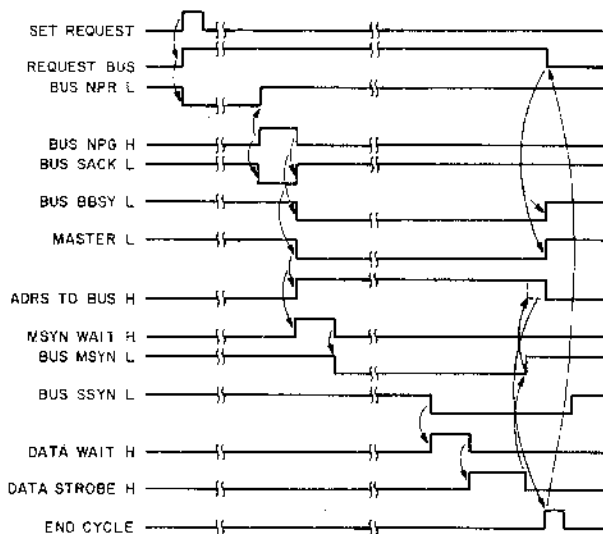 SET REQUEST
REQUEST BUS
BUS NPR L
BUS NPG H
BUS SACK L
BUS BBSY L
MASTER L
ADRS TO BUS H
MSYN WAIT H
BUS MSYN L
BUS SSYN L
DATA WAIT H
DATA STROBE H
END CYCLE